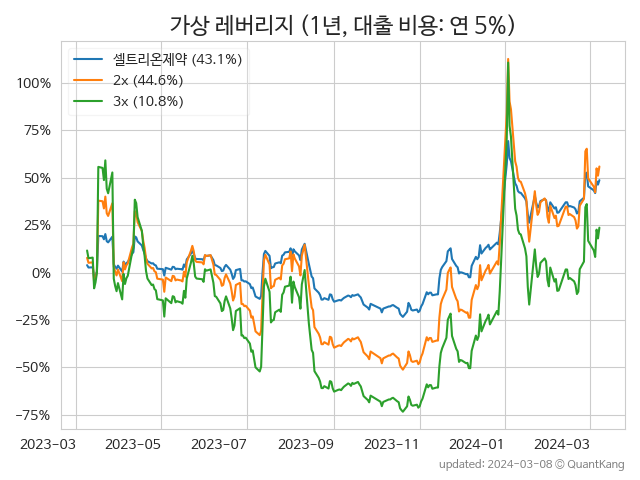 가상 레버리지 (1년, 대출 비용: 연 5%)
셀트리온제약 (43.1%)
2x (44.6%)
3x (10.8%)
100%
75%
50%
25%
0%
−25%
−50%
−75%
2023-03 2023-05 2023-07 2023-09 2023-11 2024-01 2024-03
updated: 2024-03-08 © QuantKang